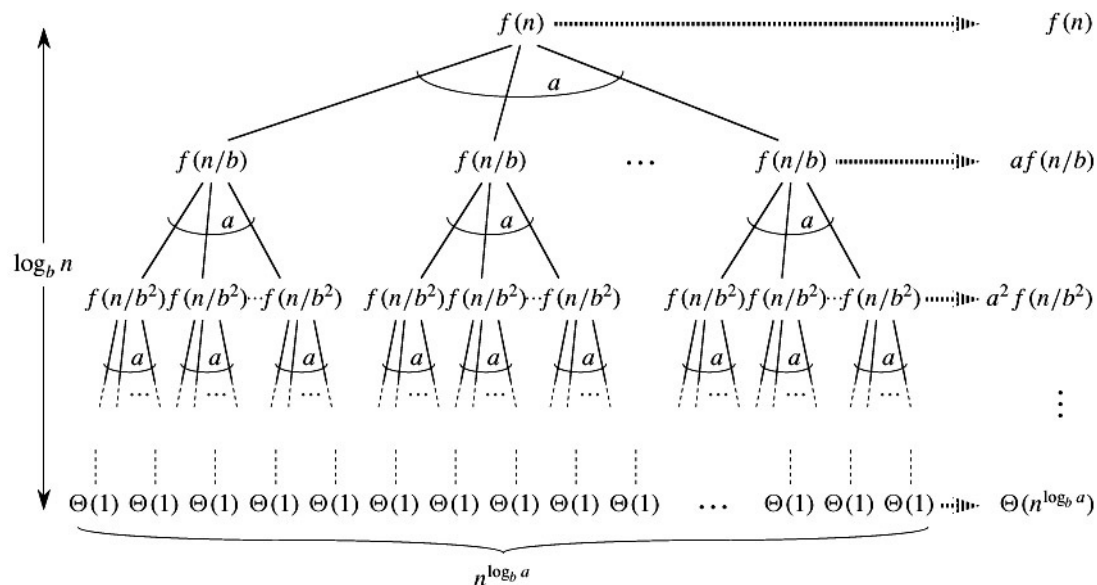 f(n) f(n)
a
f(n/b) f(n/b) ... f(n/b) af(n/b)
a a a
log_b n
f(n/b²) f(n/b²) ... f(n/b²) f(n/b²) f(n/b²) ... f(n/b²) f(n/b²) f(n/b²) ... f(n/b²) a² f(n/b²)
a a a a a a a a a
... ... ... ... ... ... ... ... ... ⋮
Θ(1) Θ(1) Θ(1) Θ(1) Θ(1) Θ(1) Θ(1) Θ(1) Θ(1) Θ(1) ... Θ(1) Θ(1) Θ(1) Θ(n^{log_b a})
n^{log_b a}